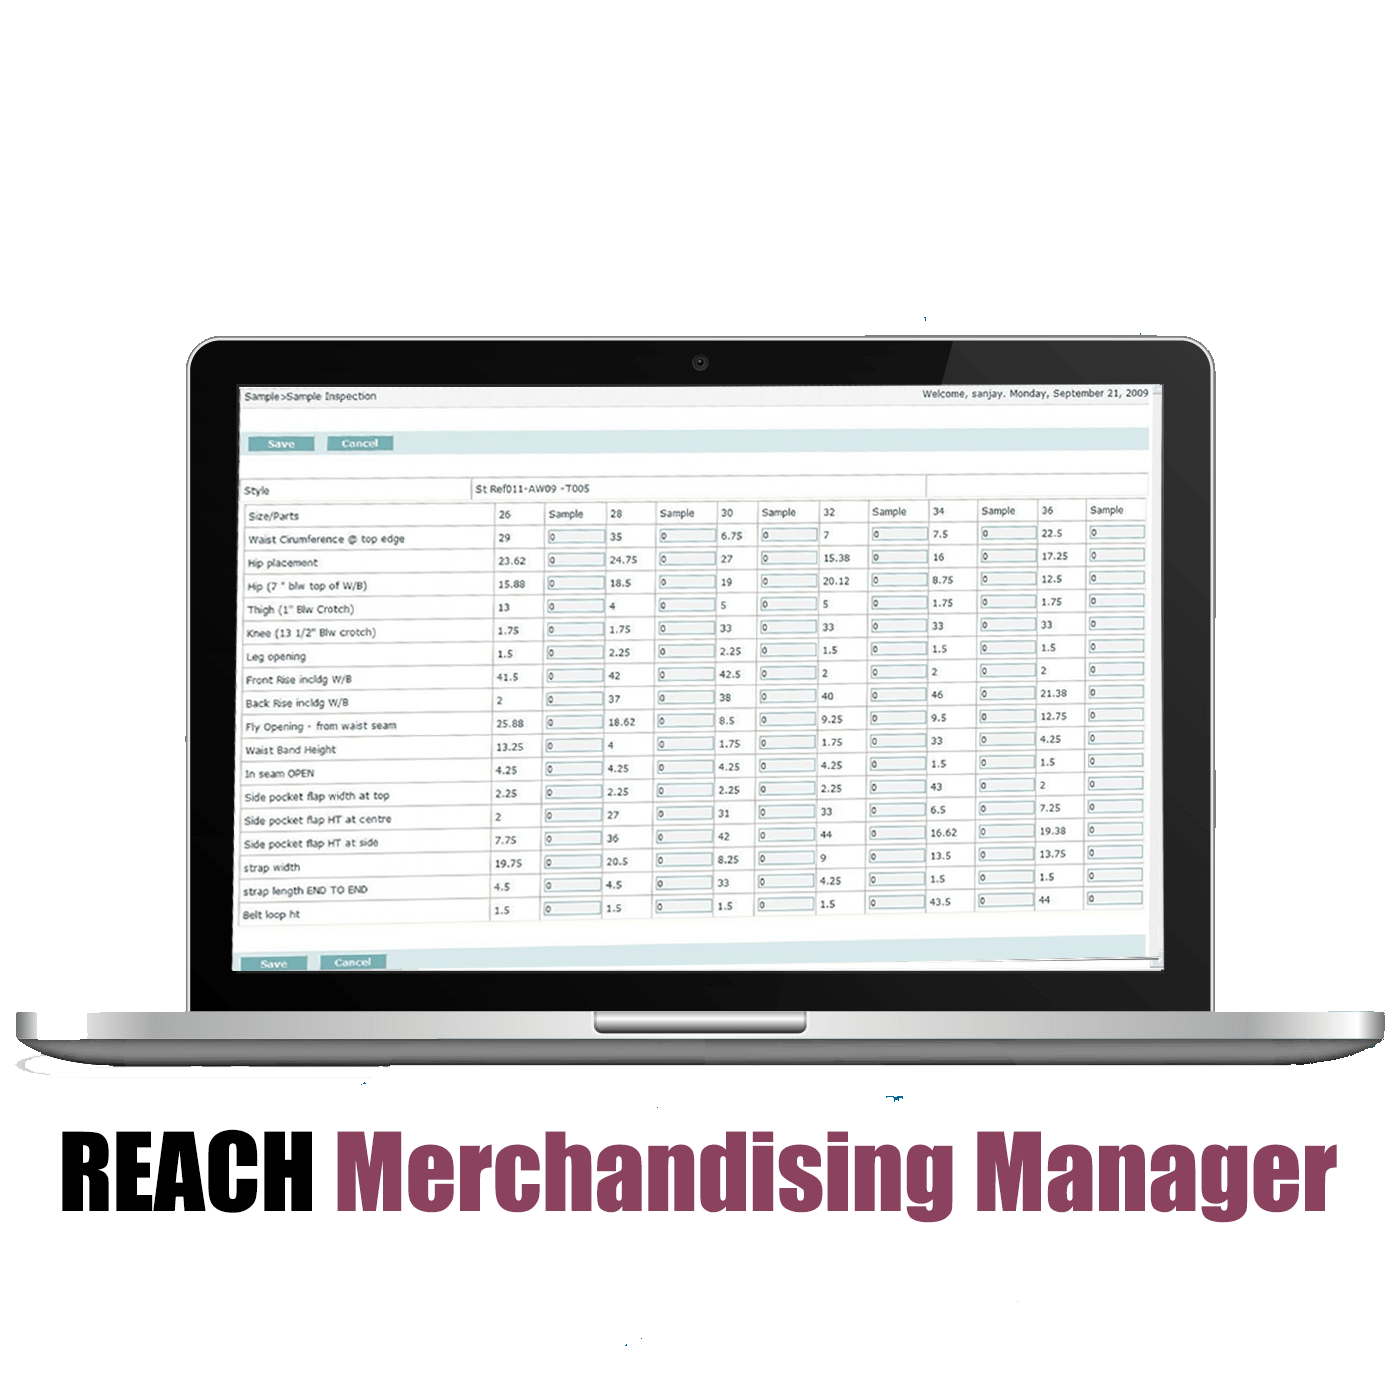 Sample>Sample Inspection Welcome, sanjay. Monday, September 21, 2009
Save Cancel
Style St Ref011-AW09 -T005
Size/Parts 26 Sample 28 Sample 30 Sample 32 Sample 34 Sample 36 Sample
Waist Cirumference @ top edge 29 0 35 0 6.75 0 7 0 7.5 0 22.5 0
Hip placement 23.62 0 24.75 0 27 0 15.38 0 16 0 17.25 0
Hip (7 " blw top of W/B) 15.88 0 18.5 0 19 0 20.12 0 8.75 0 12.5 0
Thigh (1" Blw Crotch) 13 0 4 0 5 0 5 0 1.75 0 1.75 0
Knee (13 1/2" Blw crotch) 1.75 0 1.75 0 33 0 33 0 33 0 33 0
Leg opening 1.5 0 2.25 0 2.25 0 1.5 0 1.5 0 1.5 0
Front Rise incldg W/B 41.5 0 42 0 42.5 0 2 0 2 0 2 0
Back Rise incldg W/B 2 0 37 0 38 0 40 0 46 0 21.38 0
Fly Opening - from waist seam 25.88 0 18.62 0 8.5 0 9.25 0 9.5 0 12.75 0
Waist Band Height 13.25 0 4 0 1.75 0 1.75 0 33 0 4.25 0
In seam OPEN 4.25 0 4.25 0 4.25 0 4.25 0 1.5 0 1.5 0
Side pocket flap width at top 2.25 0 2.25 0 2.25 0 2.25 0 43 0 2 0
Side pocket flap HT at centre 2 0 27 0 31 0 33 0 6.5 0 7.25 0
Side pocket flap HT at side 7.75 0 36 0 42 0 44 0 16.62 0 19.38 0
strap width 19.75 0 20.5 0 8.25 0 9 0 13.5 0 13.75 0
strap length END TO END 4.5 0 4.5 0 33 0 4.25 0 1.5 0 1.5 0
Belt loop ht 1.5 0 1.5 0 1.5 0 1.5 0 43.5 0 44 0
Save Cancel
REACH Merchandising Manager